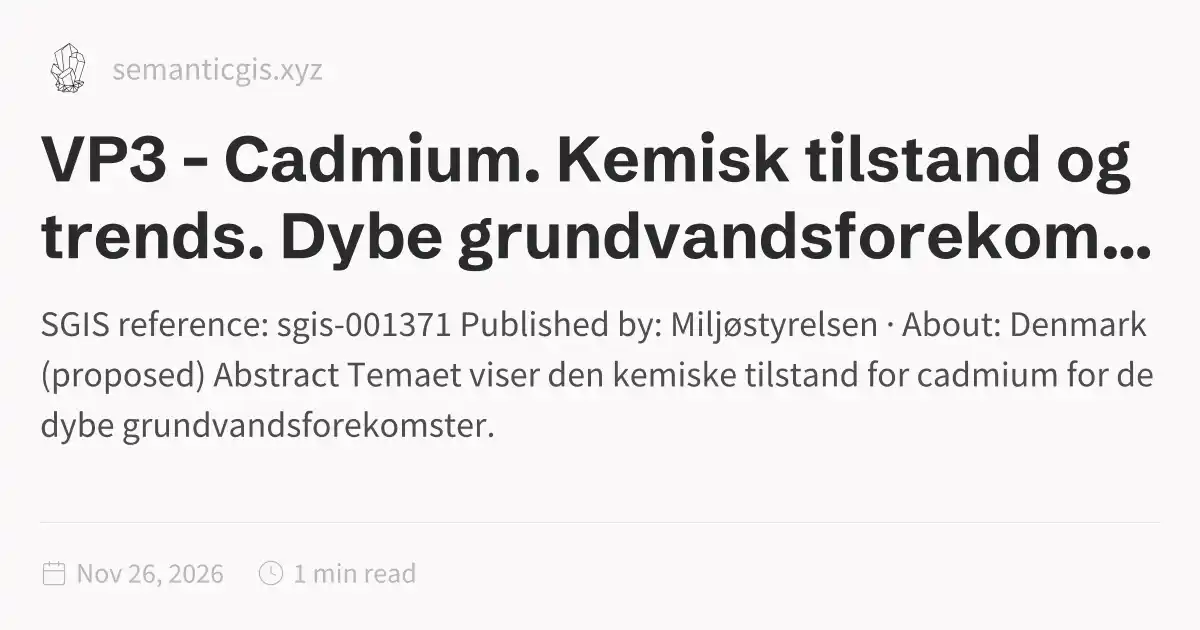 semanticgis.xyz
VP3 - Cadmium. Kemisk tilstand og
trends. Dybe grundvandsforekom...
SGIS reference: sgis-001371 Published by: Miljøstyrelsen · About: Denmark
(proposed) Abstract Temaet viser den kemiske tilstand for cadmium for de
dybe grundvandsforekomster.
Nov 26, 2026 1 min read